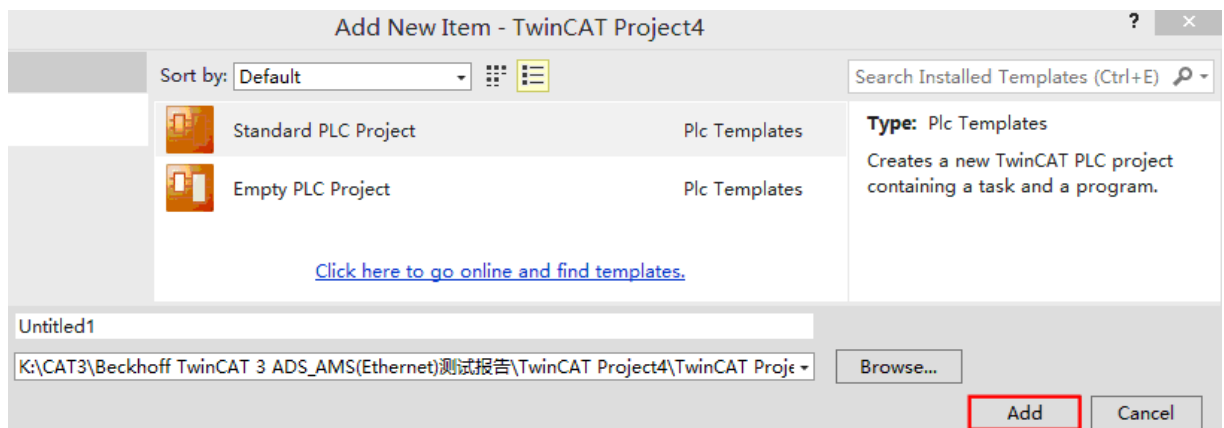 Add New Item - TwinCAT Project4
?
Sort by: Default
Search Installed Templates (Ctrl+E)
Standard PLC Project Plc Templates
Type: Plc Templates
Creates a new TwinCAT PLC project
containing a task and a program.
Empty PLC Project Plc Templates
Click here to go online and find templates.
Untitled1
K:\CAT3\Beckhoff TwinCAT 3 ADS_AMS(Ethernet)测试报告\TwinCAT Project4\TwinCAT Proje
Browse...
Add Cancel